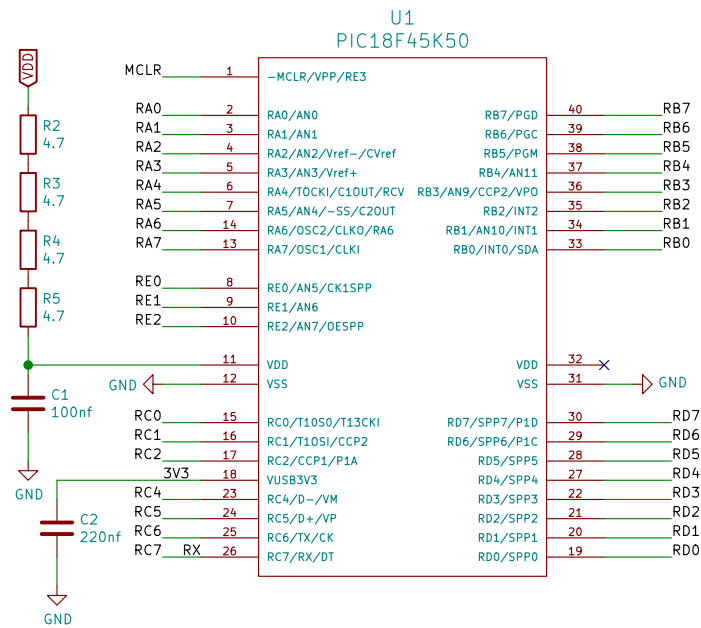 U1
PIC18F45K50
VDD
R2
4.7
R3
4.7
R4
4.7
R5
4.7
C1
100nf
GND
C2
220nf
GND
MCLR 1 -MCLR/VPP/RE3
RA0 2 RA0/AN0 RB7/PGD 40 RB7
RA1 3 RA1/AN1 RB6/PGC 39 RB6
RA2 4 RA2/AN2/Vref-/CVref RB5/PGM 38 RB5
RA3 5 RA3/AN3/Vref+ RB4/AN11 37 RB4
RA4 6 RA4/TOCKI/C1OUT/RCV RB3/AN9/CCP2/VPO 36 RB3
RA5 7 RA5/AN4/-SS/C2OUT RB2/INT2 35 RB2
RA6 14 RA6/OSC2/CLKO/RA6 RB1/AN10/INT1 34 RB1
RA7 13 RA7/OSC1/CLKI RB0/INT0/SDA 33 RB0
RE0 8 RE0/AN5/CK1SPP
RE1 9 RE1/AN6
RE2 10 RE2/AN7/OESPP
11 VDD VDD 32
GND 12 VSS VSS 31 GND
RC0 15 RC0/T10S0/T13CKI RD7/SPP7/P1D 30 RD7
RC1 16 RC1/T1OSI/CCP2 RD6/SPP6/P1C 29 RD6
RC2 17 RC2/CCP1/P1A RD5/SPP5 28 RD5
3V3 18 VUSB3V3 RD4/SPP4 27 RD4
RC4 23 RC4/D-/VM RD3/SPP3 22 RD3
RC5 24 RC5/D+/VP RD2/SPP2 21 RD2
RC6 25 RC6/TX/CK RD1/SPP1 20 RD1
RC7 RX 26 RC7/RX/DT RD0/SPP0 19 RD0